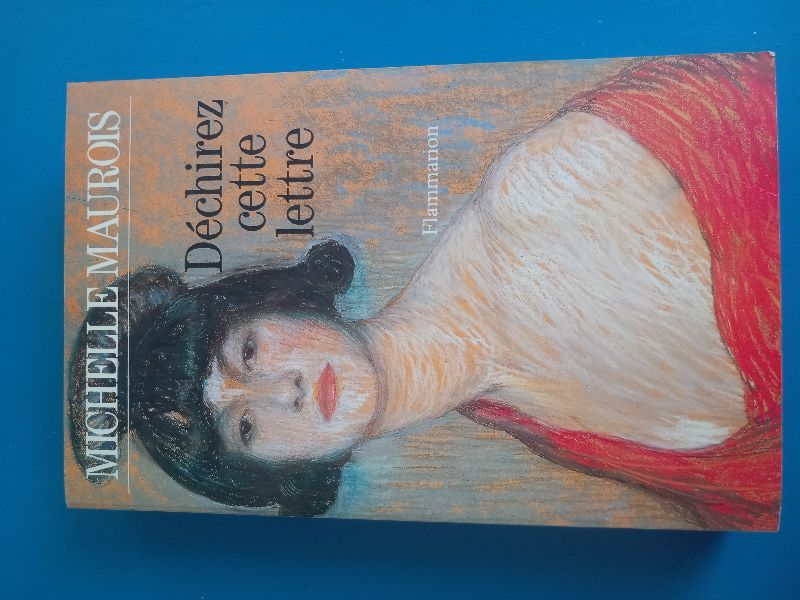 MICHELLE MAUROIS
Déchirez
cette
lettre
Flammarion